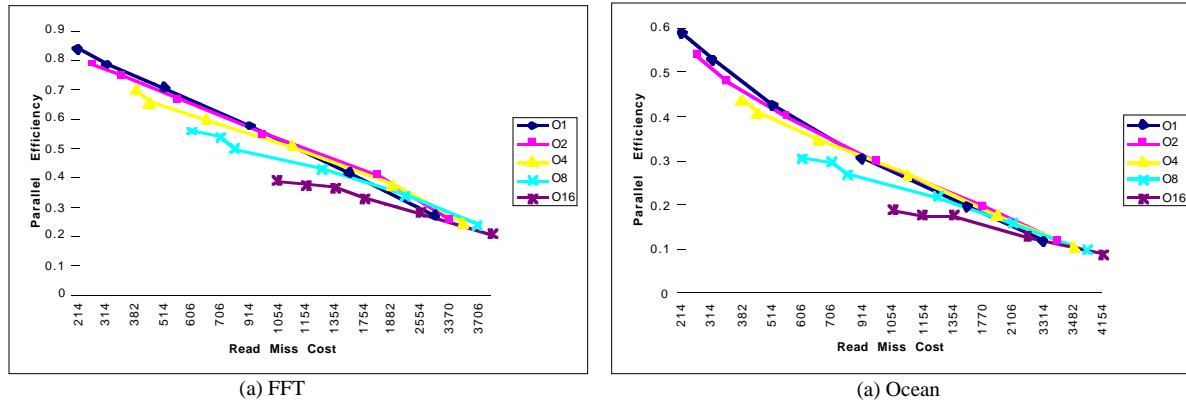 0.9
0.8
0.7
0.6
0.5
0.4
0.3
0.2
0.1
0
Parallel Efficiency
214
314
382
514
606
706
914
1054
1154
1354
1754
1882
2554
3370
3706
Read Miss Cost
O1
O2
O4
O8
O16
(a) FFT
0.6
0.5
0.4
0.3
0.2
0.1
0
Parallel Efficiency
214
314
382
514
606
706
914
1054
1154
1354
1770
2106
3314
3482
4154
Read Miss Cost
O1
O2
O4
O8
O16
(a) Ocean